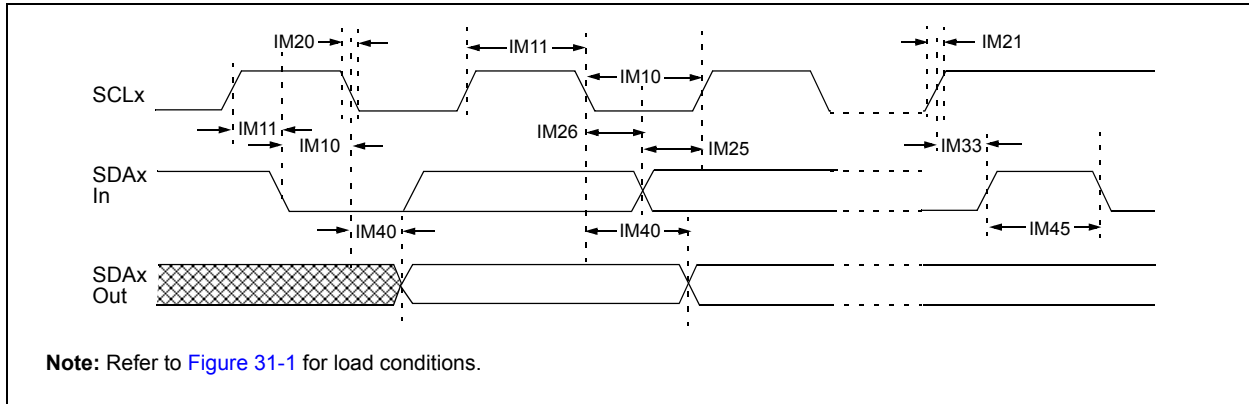 IM20
IM11
IM21
IM10
SCLx
IM11
IM26
IM10
IM25
IM33
SDAx
In
IM40
IM40
IM45
SDAx
Out
Note: Refer to Figure 31-1 for load conditions.